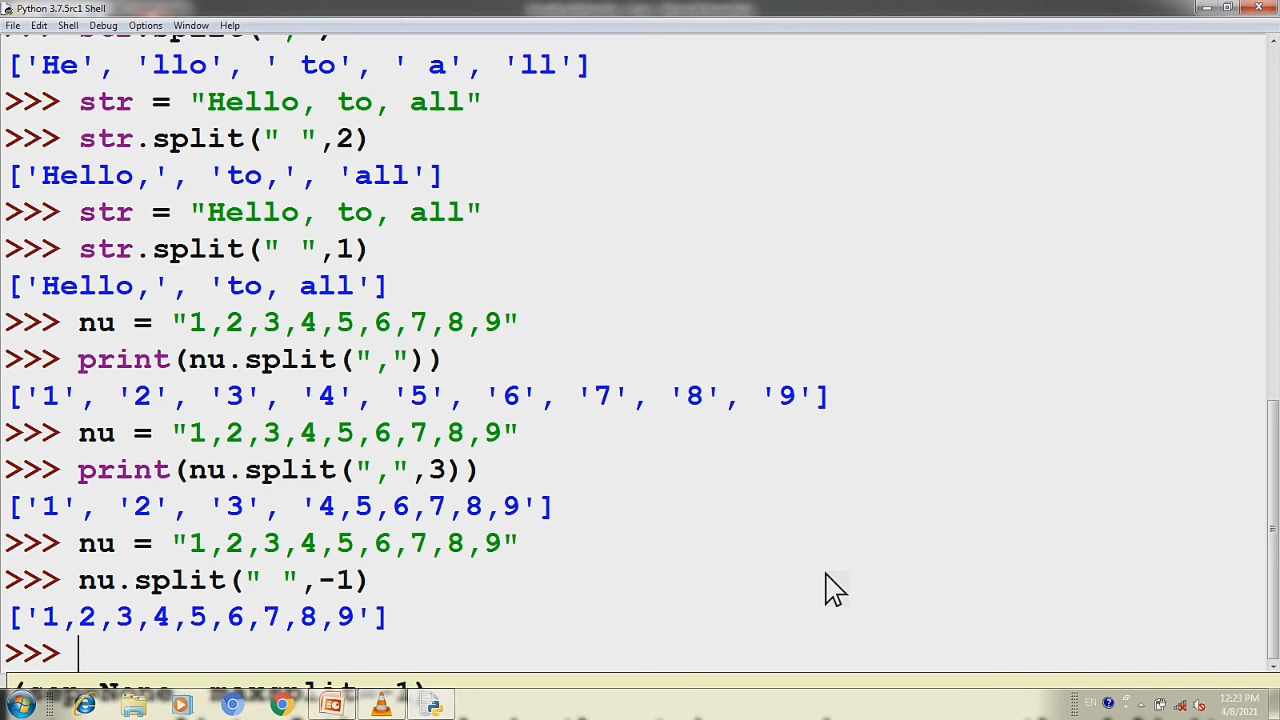 Python 3.7.5rc1 Shell
File Edit Shell Debug Options Window Help
['He', 'llo', ' to', ' a', 'll']
>>> str = "Hello, to, all"
>>> str.split(" ",2)
['Hello,', 'to,', 'all']
>>> str = "Hello, to, all"
>>> str.split(" ",1)
['Hello,', 'to, all']
>>> nu = "1,2,3,4,5,6,7,8,9"
>>> print(nu.split(","))
['1', '2', '3', '4', '5', '6', '7', '8', '9']
>>> nu = "1,2,3,4,5,6,7,8,9"
>>> print(nu.split(",",3))
['1', '2', '3', '4,5,6,7,8,9']
>>> nu = "1,2,3,4,5,6,7,8,9"
>>> nu.split(" ",-1)
['1,2,3,4,5,6,7,8,9']
>>>
EN
12:23 PM
4/8/2021